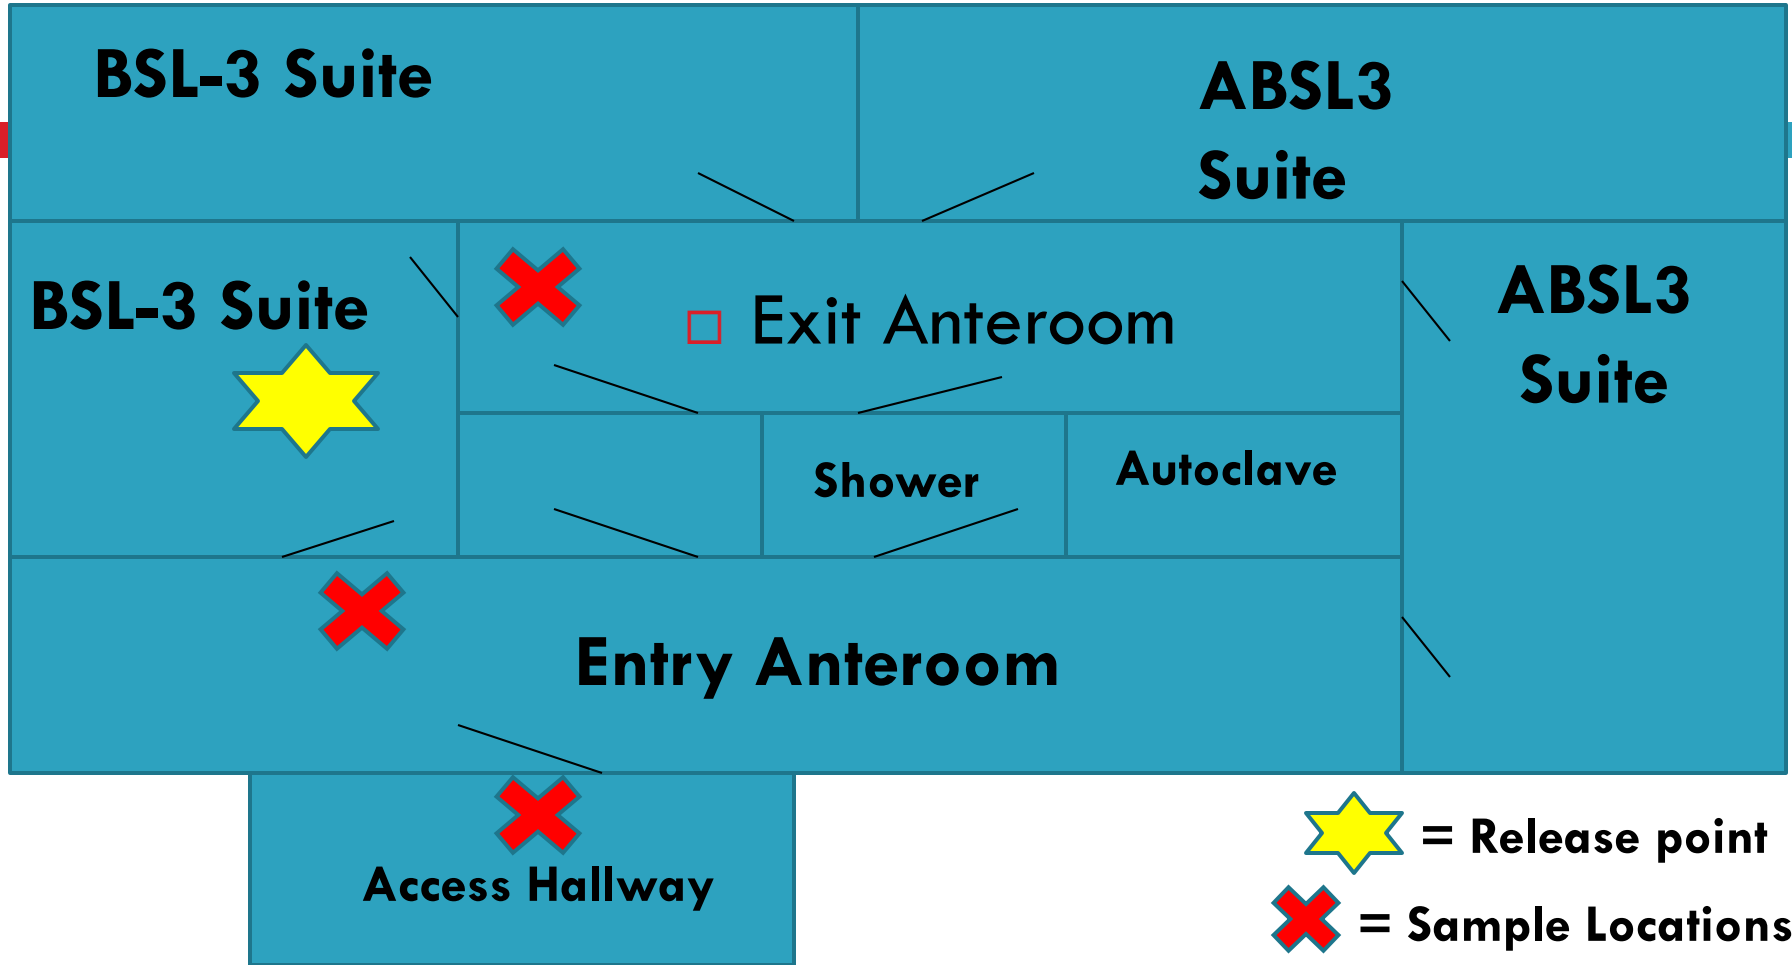 BSL-3 Suite
ABSL3
Suite
BSL-3 Suite
Exit Anteroom
ABSL3
Suite
Shower
Autoclave
Entry Anteroom
Access Hallway
= Release point
= Sample Locations